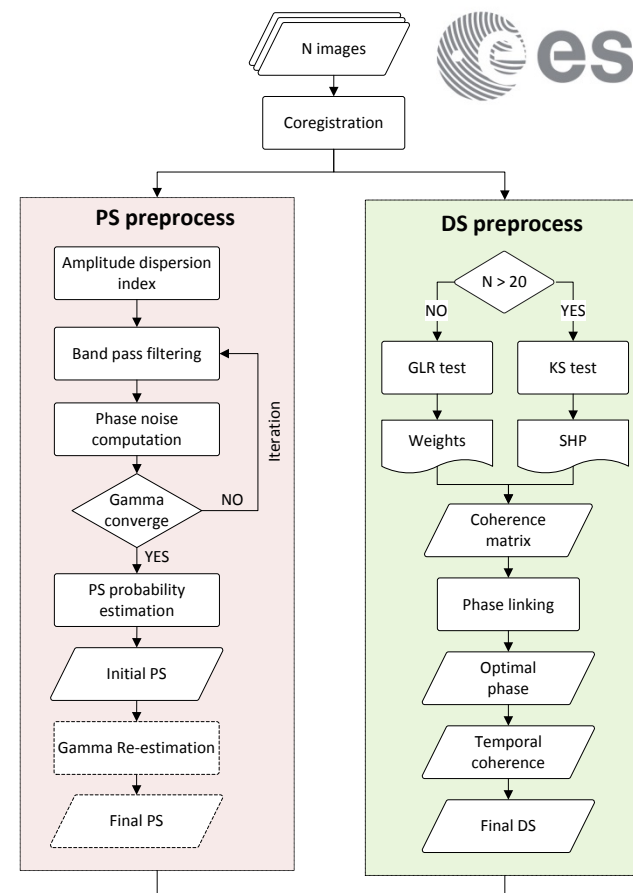 N images
es
Coregistration
PS preprocess
Amplitude dispersion
index
Band pass filtering
Phase noise
computation
Iteration
Gamma
converge
NO
YES
PS probability
estimation
Initial PS
Gamma Re-estimation
Final PS
DS preprocess
N > 20
NO
YES
GLR test
KS test
Weights
SHP
Coherence
matrix
Phase linking
Optimal
phase
Temporal
coherence
Final DS